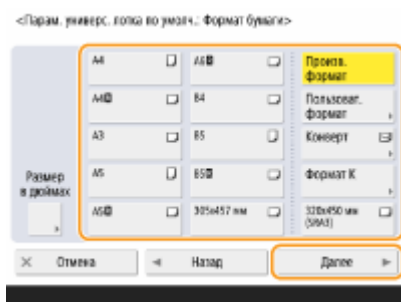 <Парам. универс. лотка по умолч.: Формат бумаги>
A4
A6R
Произв. формат
A4R
B4
Пользоват. формат
A3
B5
Конверт
Размер в дюймах
A5
B5R
Формат K
A5R
305x457 мм
320x450 мм (SRA3)
Отмена
Назад
Далее